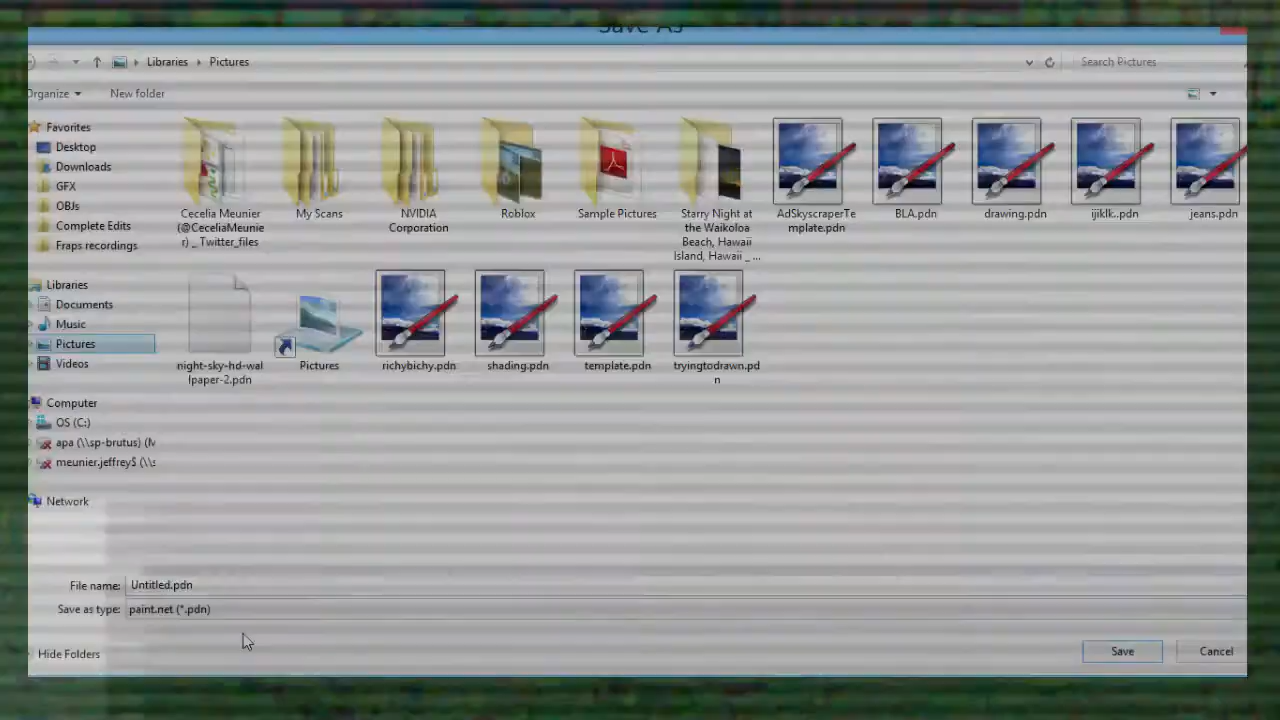 Save As
Libraries Pictures
Search Pictures
Organize
New folder
Favorites
Desktop
Downloads
GFX
OBJs
Complete Edits
Fraps recordings
Libraries
Documents
Music
Pictures
Videos
Computer
OS (C:)
apa (\\sp-brutus) (M
meunier.jeffrey$ (\\s
Network
Cecelia Meunier
(@CeceliaMeunie
r) _ Twitter_files
My Scans
NVIDIA
Corporation
Roblox
Sample Pictures
Starry Night at
the Waikoloa
Beach, Hawaii
Island, Hawaii _ ...
AdSkyscraperTe
mplate.pdn
BLA.pdn
drawing.pdn
ijiklk..pdn
jeans.pdn
night-sky-hd-wal
lpaper-2.pdn
Pictures
richybichy.pdn
shading.pdn
template.pdn
tryingtodrawn.pd
n
File name: Untitled.pdn
Save as type: paint.net (*.pdn)
Hide Folders
Save
Cancel